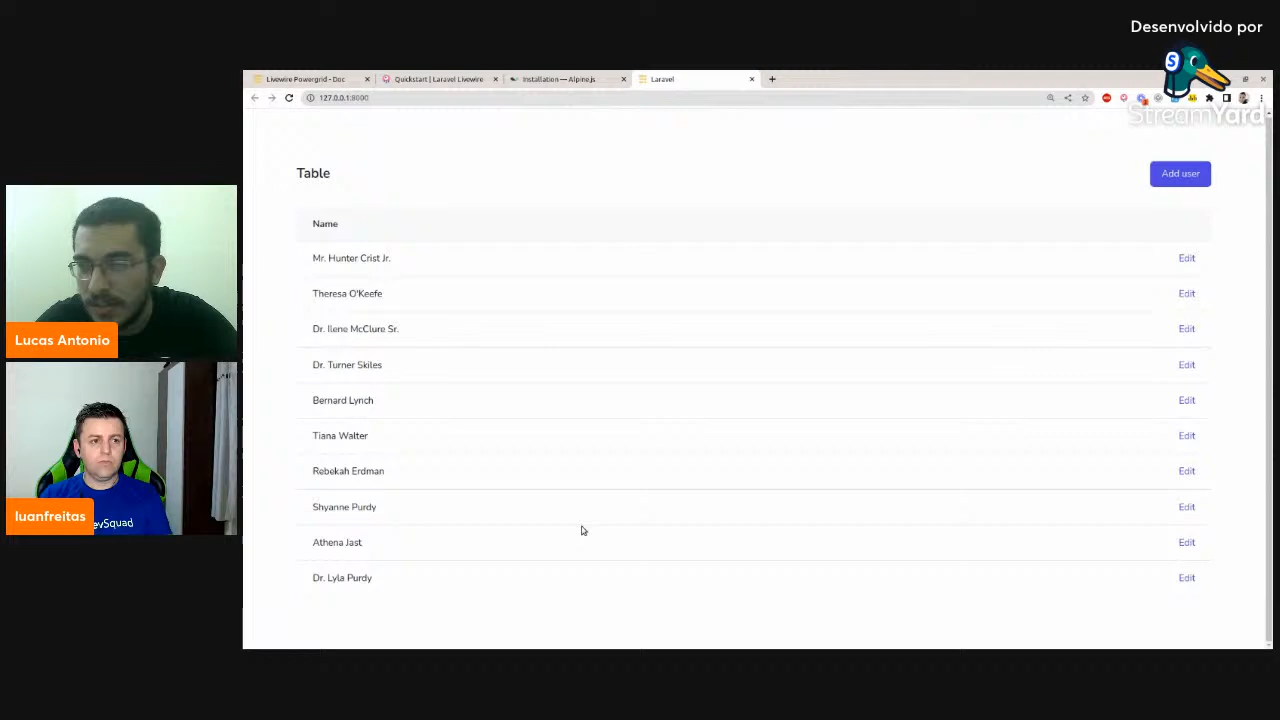 Desenvolvido por
S
StreamYard
Livewire Powergrid - Doc
Quickstart | Laravel Livewire
Installation — Alpine.js
Laravel
127.0.0.1:8000
Table
Add user
Name
Mr. Hunter Crist Jr.
Edit
Theresa O'Keefe
Edit
Dr. Ilene McClure Sr.
Edit
Dr. Turner Skiles
Edit
Bernard Lynch
Edit
Tiana Walter
Edit
Rebekah Erdman
Edit
Shyanne Purdy
Edit
Athena Jast
Edit
Dr. Lyla Purdy
Edit
Lucas Antonio
luanfreitas
evSquad